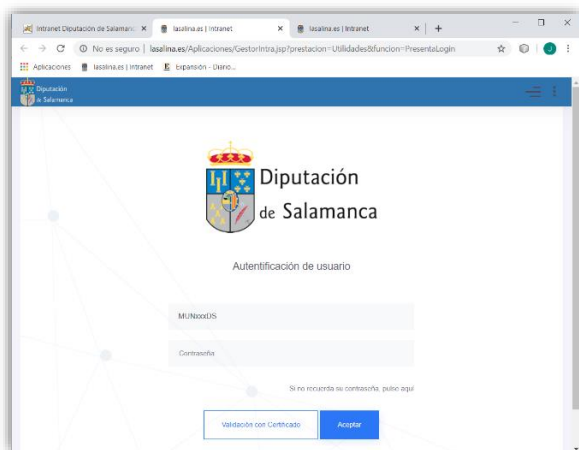 Intranet Diputación de Salamanc
lasalina.es | Intranet
lasalina.es | Intranet
No es seguro | lasalina.es/Aplicaciones/GestorIntra.jsp?prestacion=Utilidades&funcion=PresentaLogin
J
Aplicaciones
lasalina.es | Intranet
Expansión - Diario...
Diputación
de Salamanca
Diputación
de Salamanca
Autentificación de usuario
MUNxxxDS
Contraseña
Si no recuerda su contraseña, pulse aquí
Validación con Certificado
Aceptar